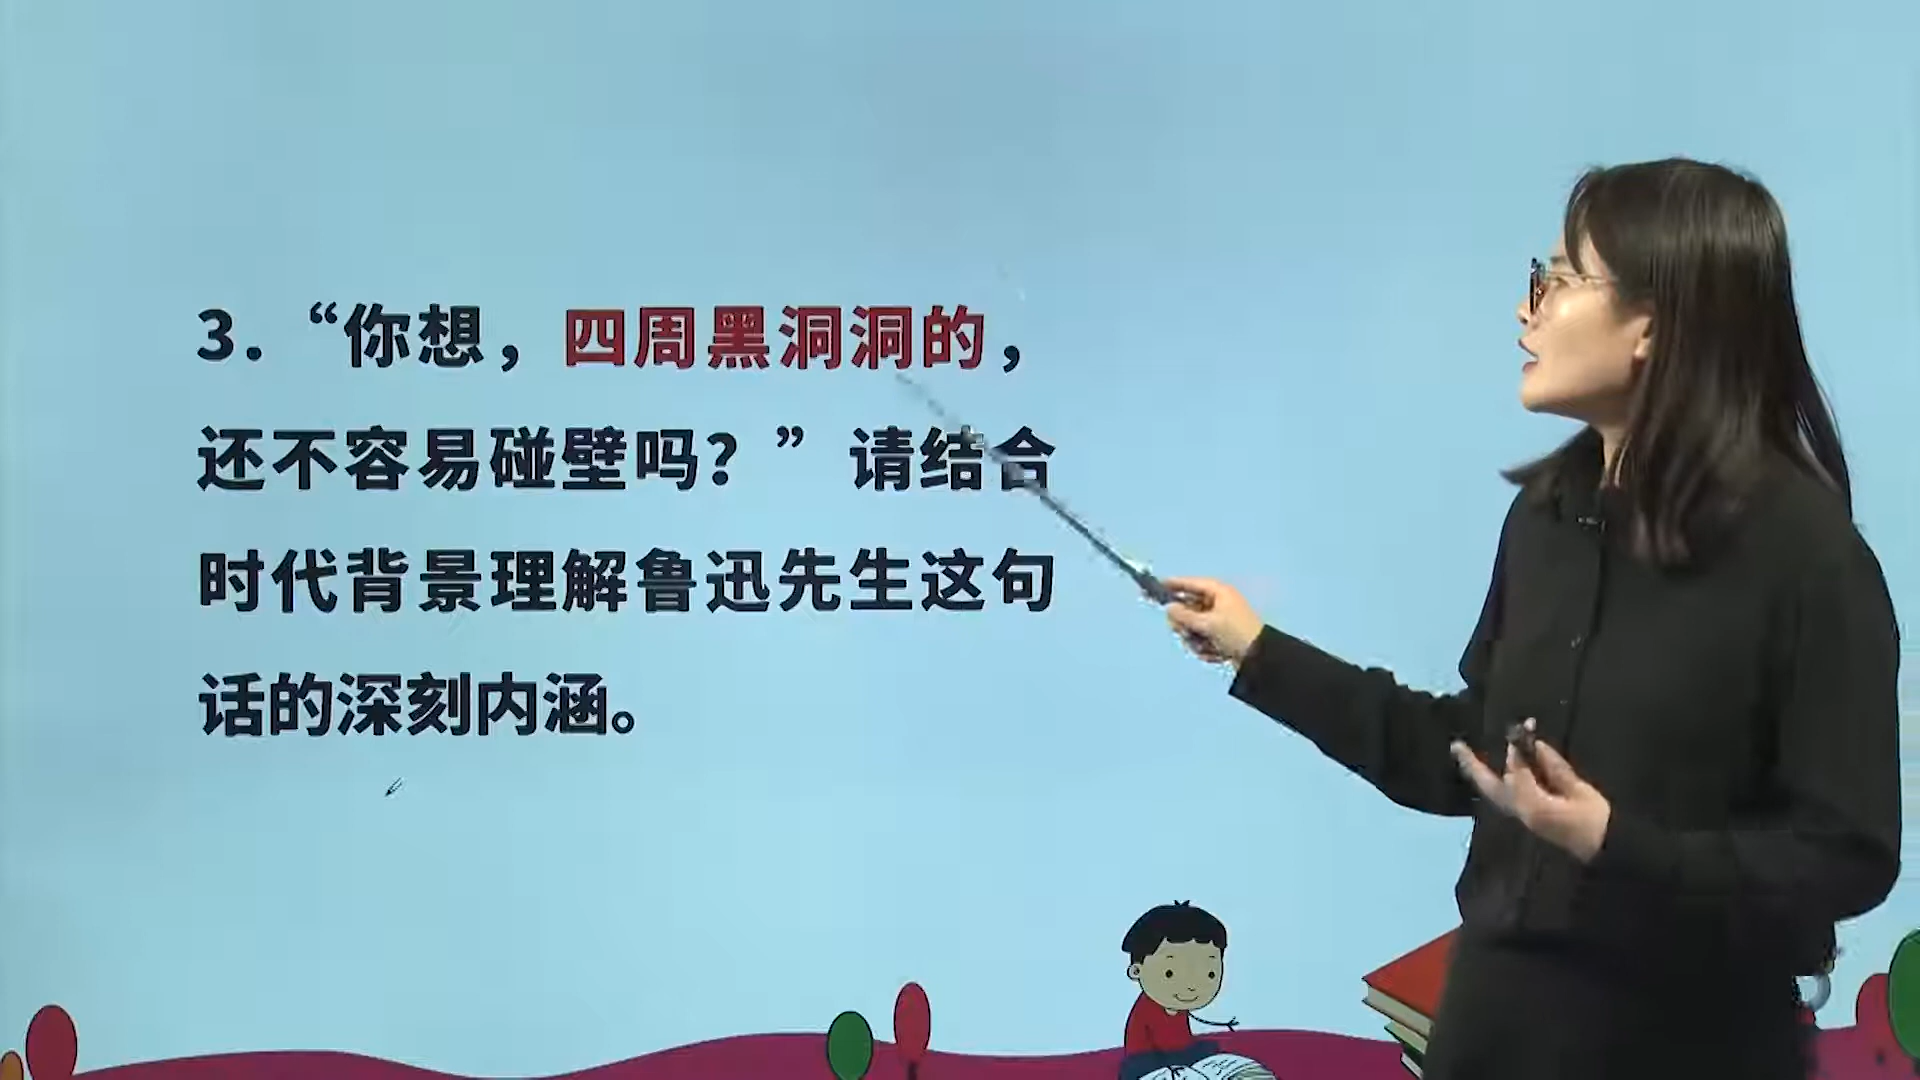 3.“你想，四周黑洞洞的，
还不容易碰壁吗？”请结合
时代背景理解鲁迅先生这句
话的深刻内涵。